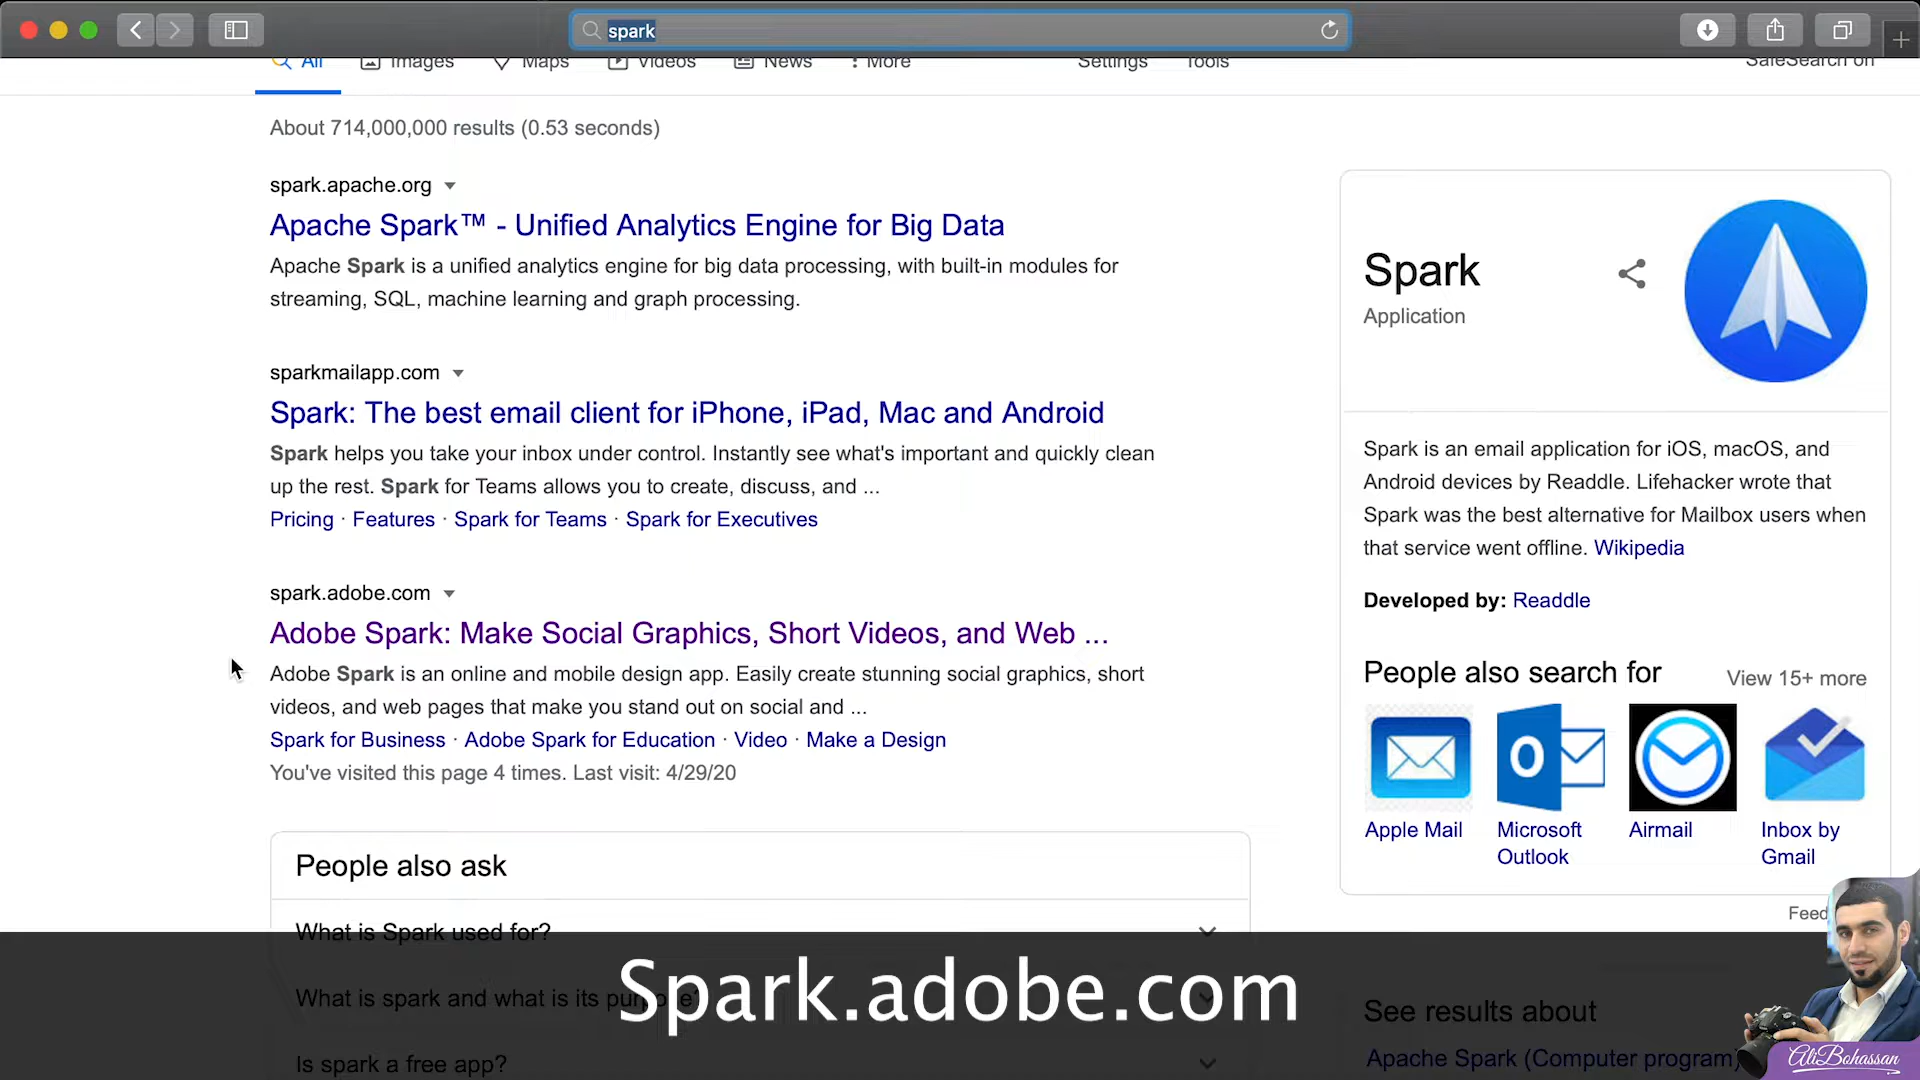 spark
All Images Maps Videos News More Settings Tools SafeSearch on
About 714,000,000 results (0.53 seconds)
spark.apache.org
Apache Spark™ - Unified Analytics Engine for Big Data
Apache Spark is a unified analytics engine for big data processing, with built-in modules for
streaming, SQL, machine learning and graph processing.
sparkmailapp.com
Spark: The best email client for iPhone, iPad, Mac and Android
Spark helps you take your inbox under control. Instantly see what's important and quickly clean
up the rest. Spark for Teams allows you to create, discuss, and ...
Pricing · Features · Spark for Teams · Spark for Executives
spark.adobe.com
Adobe Spark: Make Social Graphics, Short Videos, and Web ...
Adobe Spark is an online and mobile design app. Easily create stunning social graphics, short
videos, and web pages that make you stand out on social and ...
Spark for Business · Adobe Spark for Education · Video · Make a Design
You've visited this page 4 times. Last visit: 4/29/20
People also ask
What is Spark used for?
What is spark and what is its purpose?
Is spark a free app?
Spark
Application
Spark is an email application for iOS, macOS, and
Android devices by Readdle. Lifehacker wrote that
Spark was the best alternative for Mailbox users when
that service went offline. Wikipedia
Developed by: Readdle
People also search for
View 15+ more
Apple Mail
Microsoft
Outlook
Airmail
Inbox by
Gmail
Feed
See results about
Apache Spark (Computer program)
Spark.adobe.com
AliBohassan